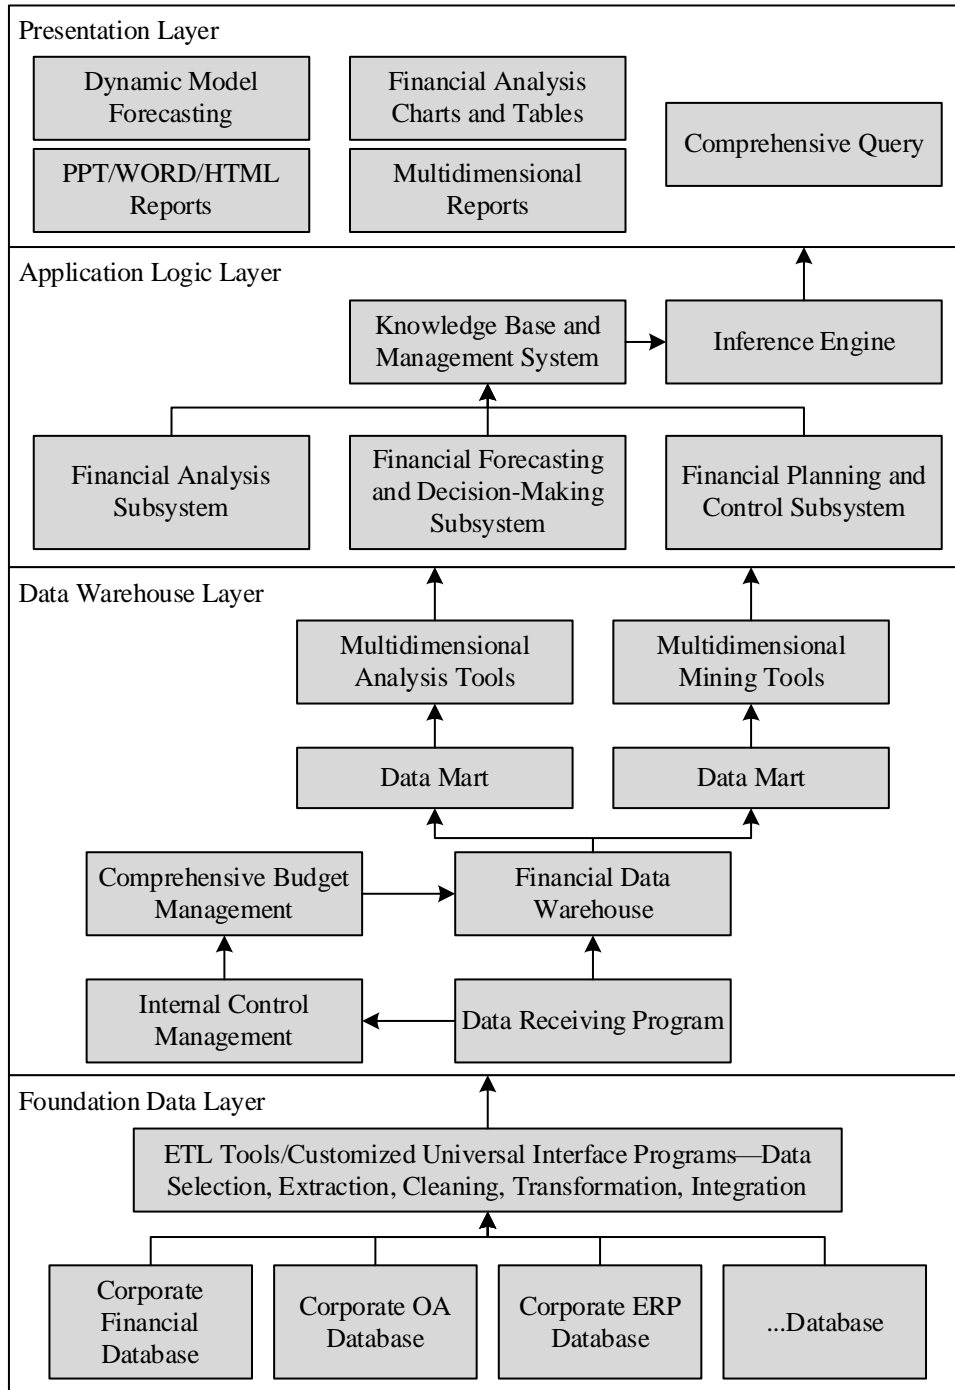 Presentation Layer
Dynamic Model
Forecasting
Financial Analysis
Charts and Tables
Comprehensive Query
PPT/WORD/HTML
Reports
Multidimensional
Reports
Application Logic Layer
Knowledge Base and
Management System
Inference Engine
Financial Analysis
Subsystem
Financial Forecasting
and Decision-Making
Subsystem
Financial Planning and
Control Subsystem
Data Warehouse Layer
Multidimensional
Analysis Tools
Multidimensional
Mining Tools
Data Mart
Data Mart
Comprehensive Budget
Management
Financial Data
Warehouse
Internal Control
Management
Data Receiving Program
Foundation Data Layer
ETL Tools/Customized Universal Interface Programs—Data
Selection, Extraction, Cleaning, Transformation, Integration
Corporate
Financial
Database
Corporate OA
Database
Corporate ERP
Database
...Database